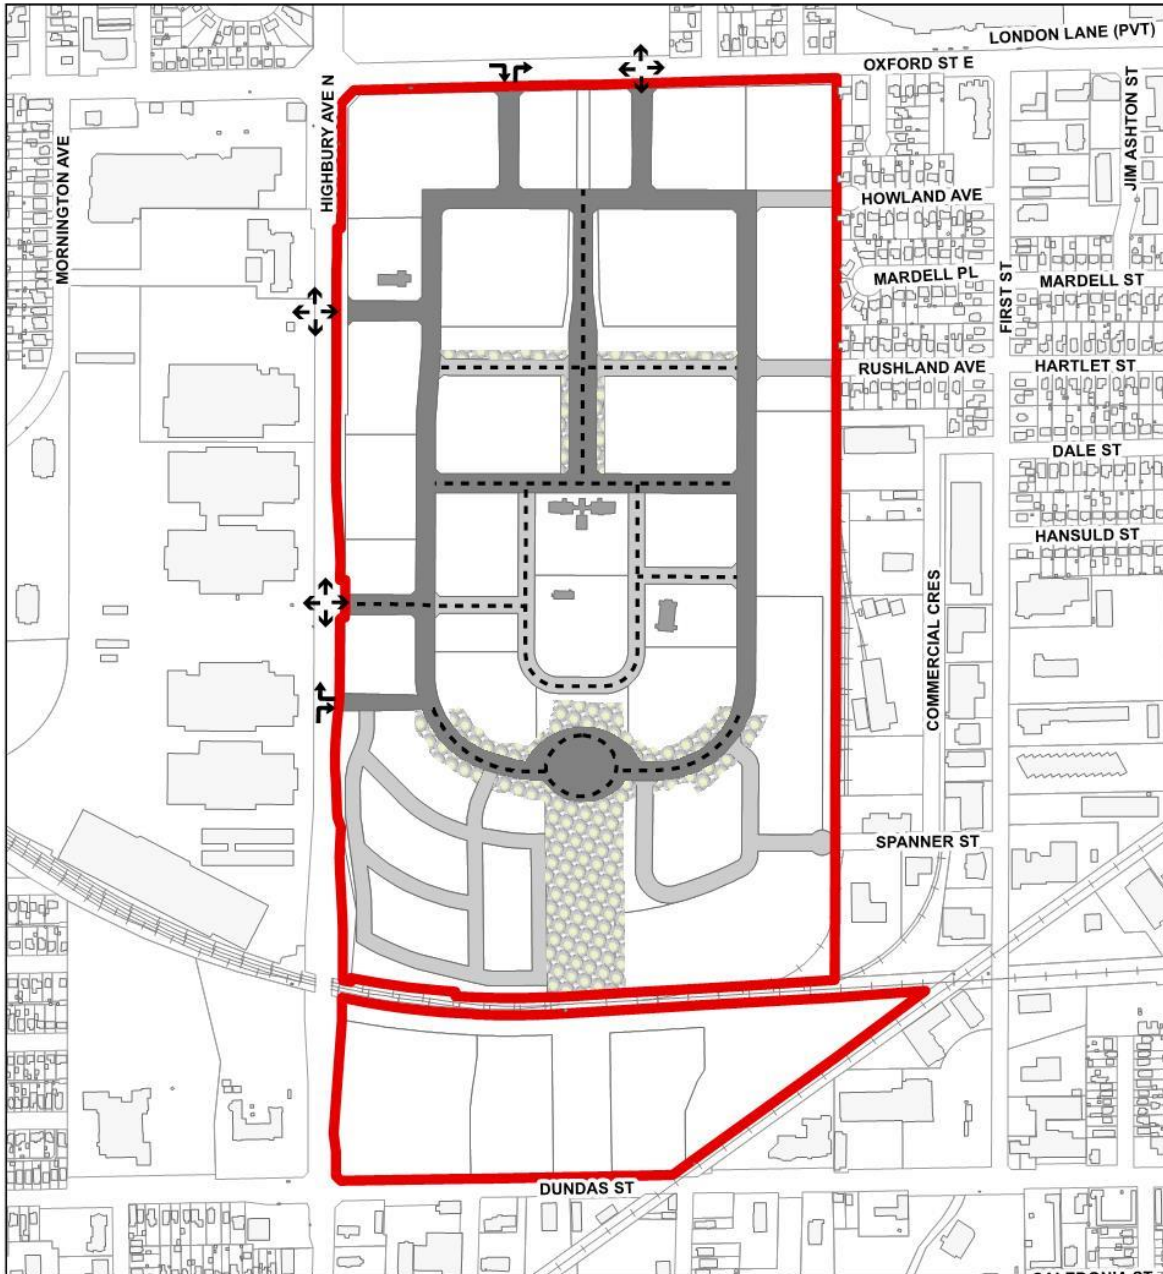 LONDON LANE (PVT)
OXFORD ST E
HIGHBURY AVE N
MORNINGTON AVE
JIM ASHTON ST
HOWLAND AVE
MARDELL PL
FIRST ST
MARDELL ST
RUSHLAND AVE
HARTLET ST
DALE ST
HANSULD ST
COMMERCIAL CRES
SPANNER ST
DUNDAS ST